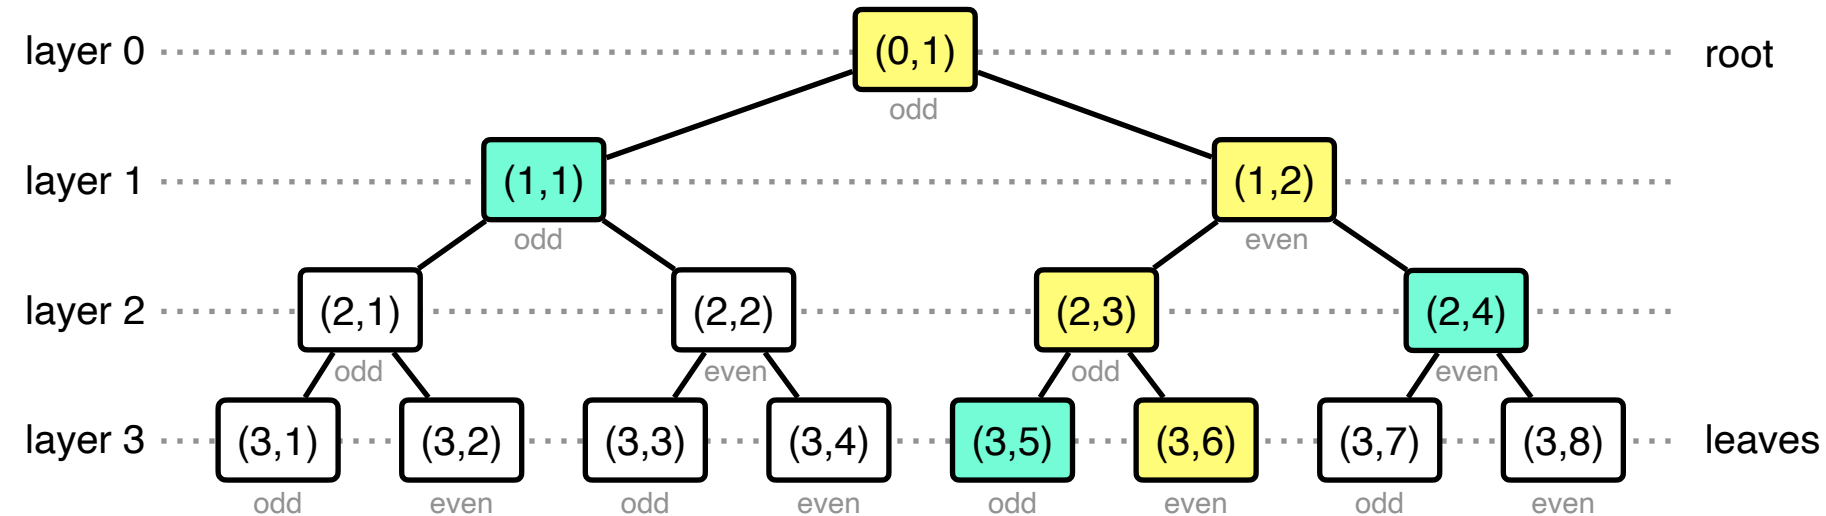 layer 0 (0,1) root
odd
layer 1 (1,1) (1,2)
odd even
layer 2 (2,1) (2,2) (2,3) (2,4)
odd even odd even
layer 3 (3,1) (3,2) (3,3) (3,4) (3,5) (3,6) (3,7) (3,8) leaves
odd even odd even odd even odd even